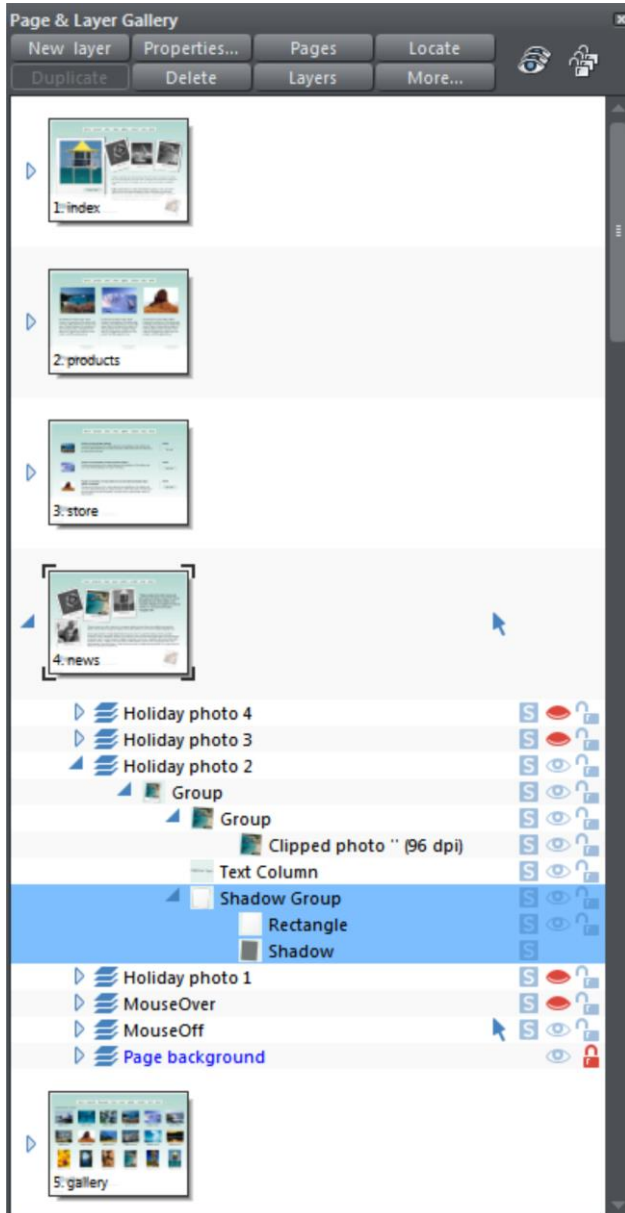 Page & Layer Gallery
New layer Properties... Pages Locate
Duplicate Delete Layers More...
1. index
2. products
3. store
4. news
Holiday photo 4 S
Holiday photo 3 S
Holiday photo 2 S
Group S
Group S
Clipped photo '' (96 dpi) S
Text Column S
Shadow Group S
Rectangle S
Shadow S
Holiday photo 1 S
MouseOver S
MouseOff S
Page background
5. gallery